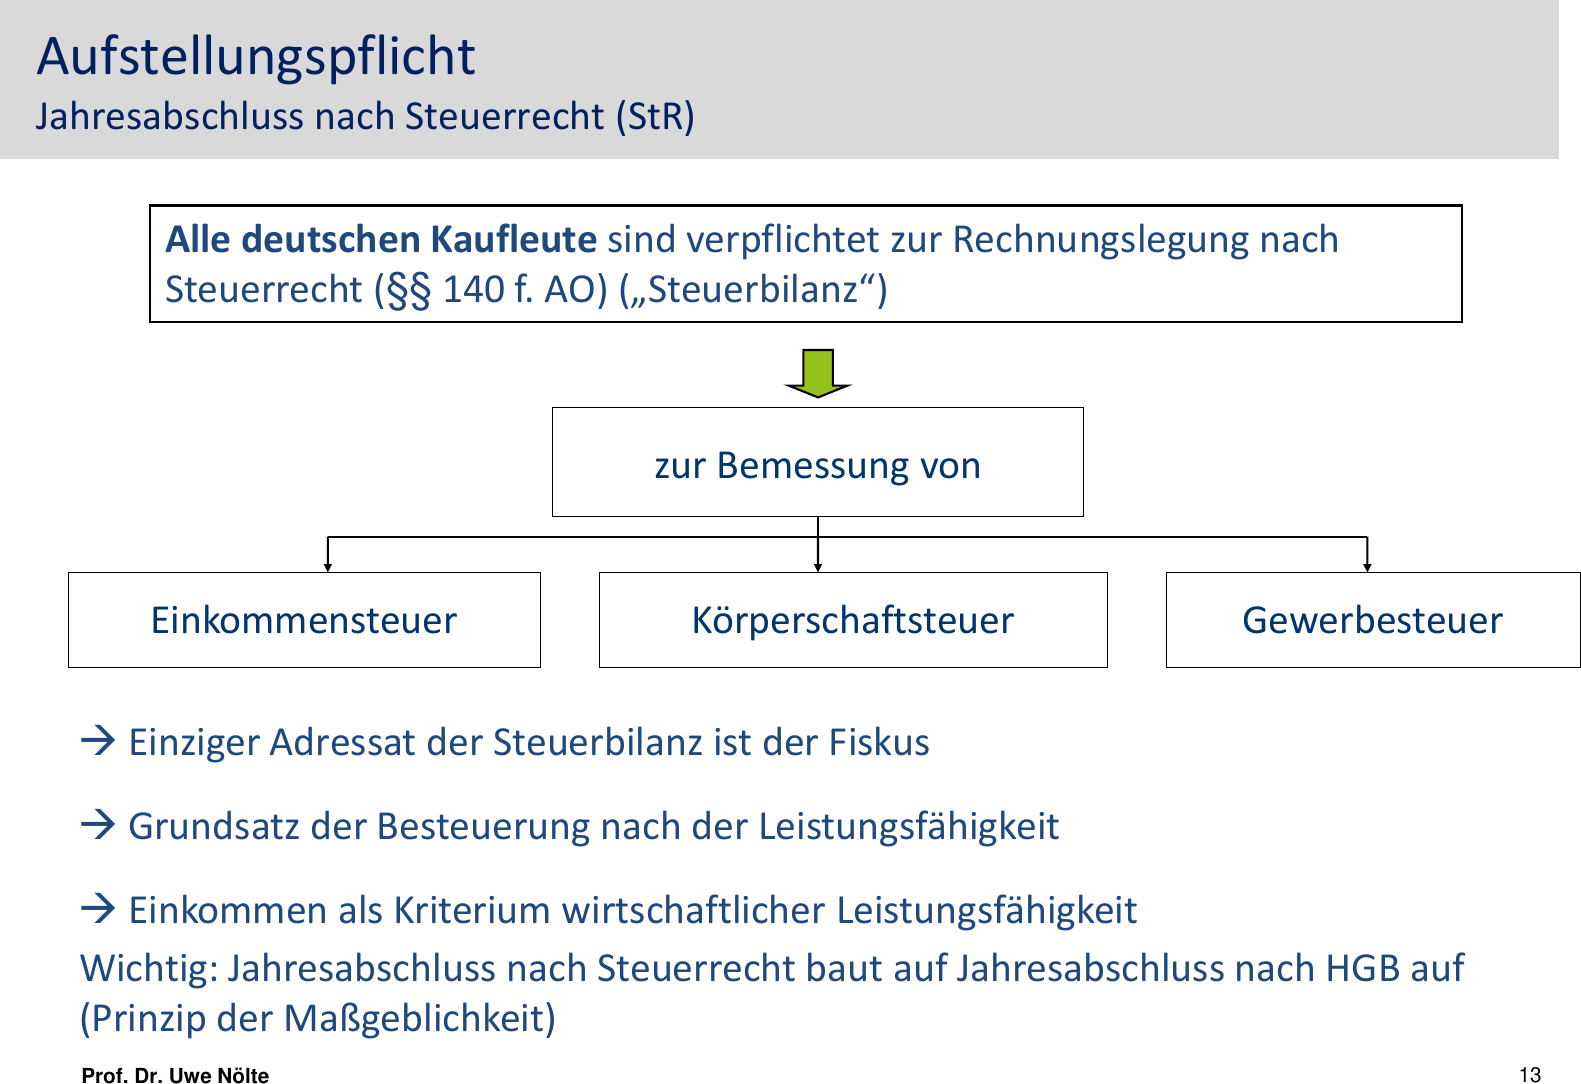 Aufstellungspflicht
Jahresabschluss nach Steuerrecht (StR)
Alle deutschen Kaufleute sind verpflichtet zur Rechnungslegung nach
Steuerrecht (§§ 140 f. AO) („Steuerbilanz“)
zur Bemessung von
Einkommensteuer
Körperschaftsteuer
Gewerbesteuer
→ Einziger Adressat der Steuerbilanz ist der Fiskus
→ Grundsatz der Besteuerung nach der Leistungsfähigkeit
→ Einkommen als Kriterium wirtschaftlicher Leistungsfähigkeit
Wichtig: Jahresabschluss nach Steuerrecht baut auf Jahresabschluss nach HGB auf
(Prinzip der Maßgeblichkeit)
Prof. Dr. Uwe Nölte
13